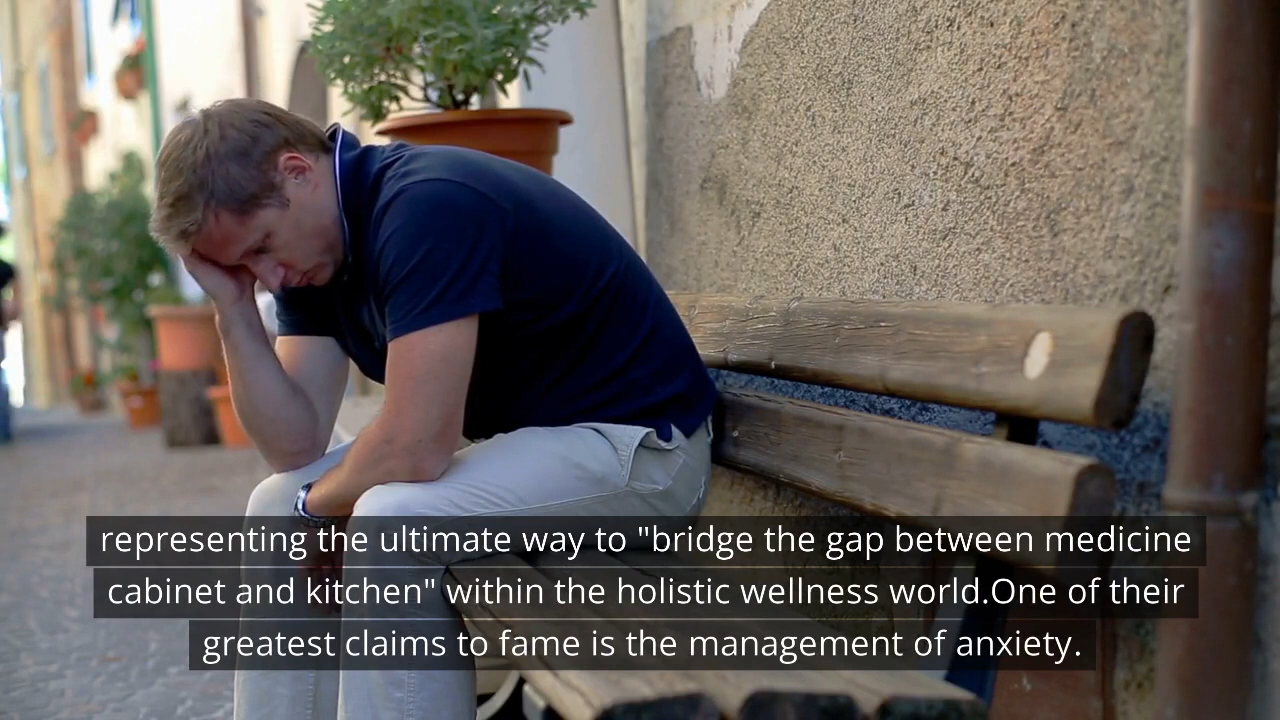 representing the ultimate way to "bridge the gap between medicine
cabinet and kitchen" within the holistic wellness world.One of their
greatest claims to fame is the management of anxiety.